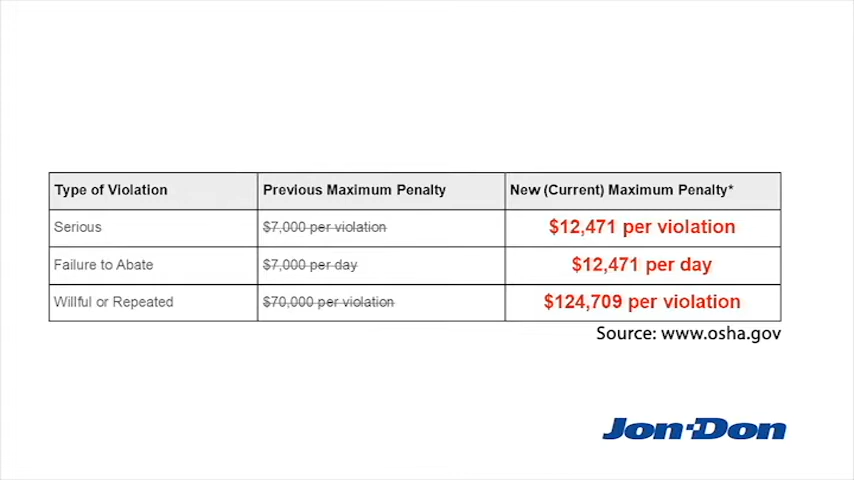 Type of Violation Previous Maximum Penalty New (Current) Maximum Penalty*
Serious $7,000 per violation $12,471 per violation
Failure to Abate $7,000 per day $12,471 per day
Willful or Repeated $70,000 per violation $124,709 per violation
Source: www.osha.gov
Jon-Don